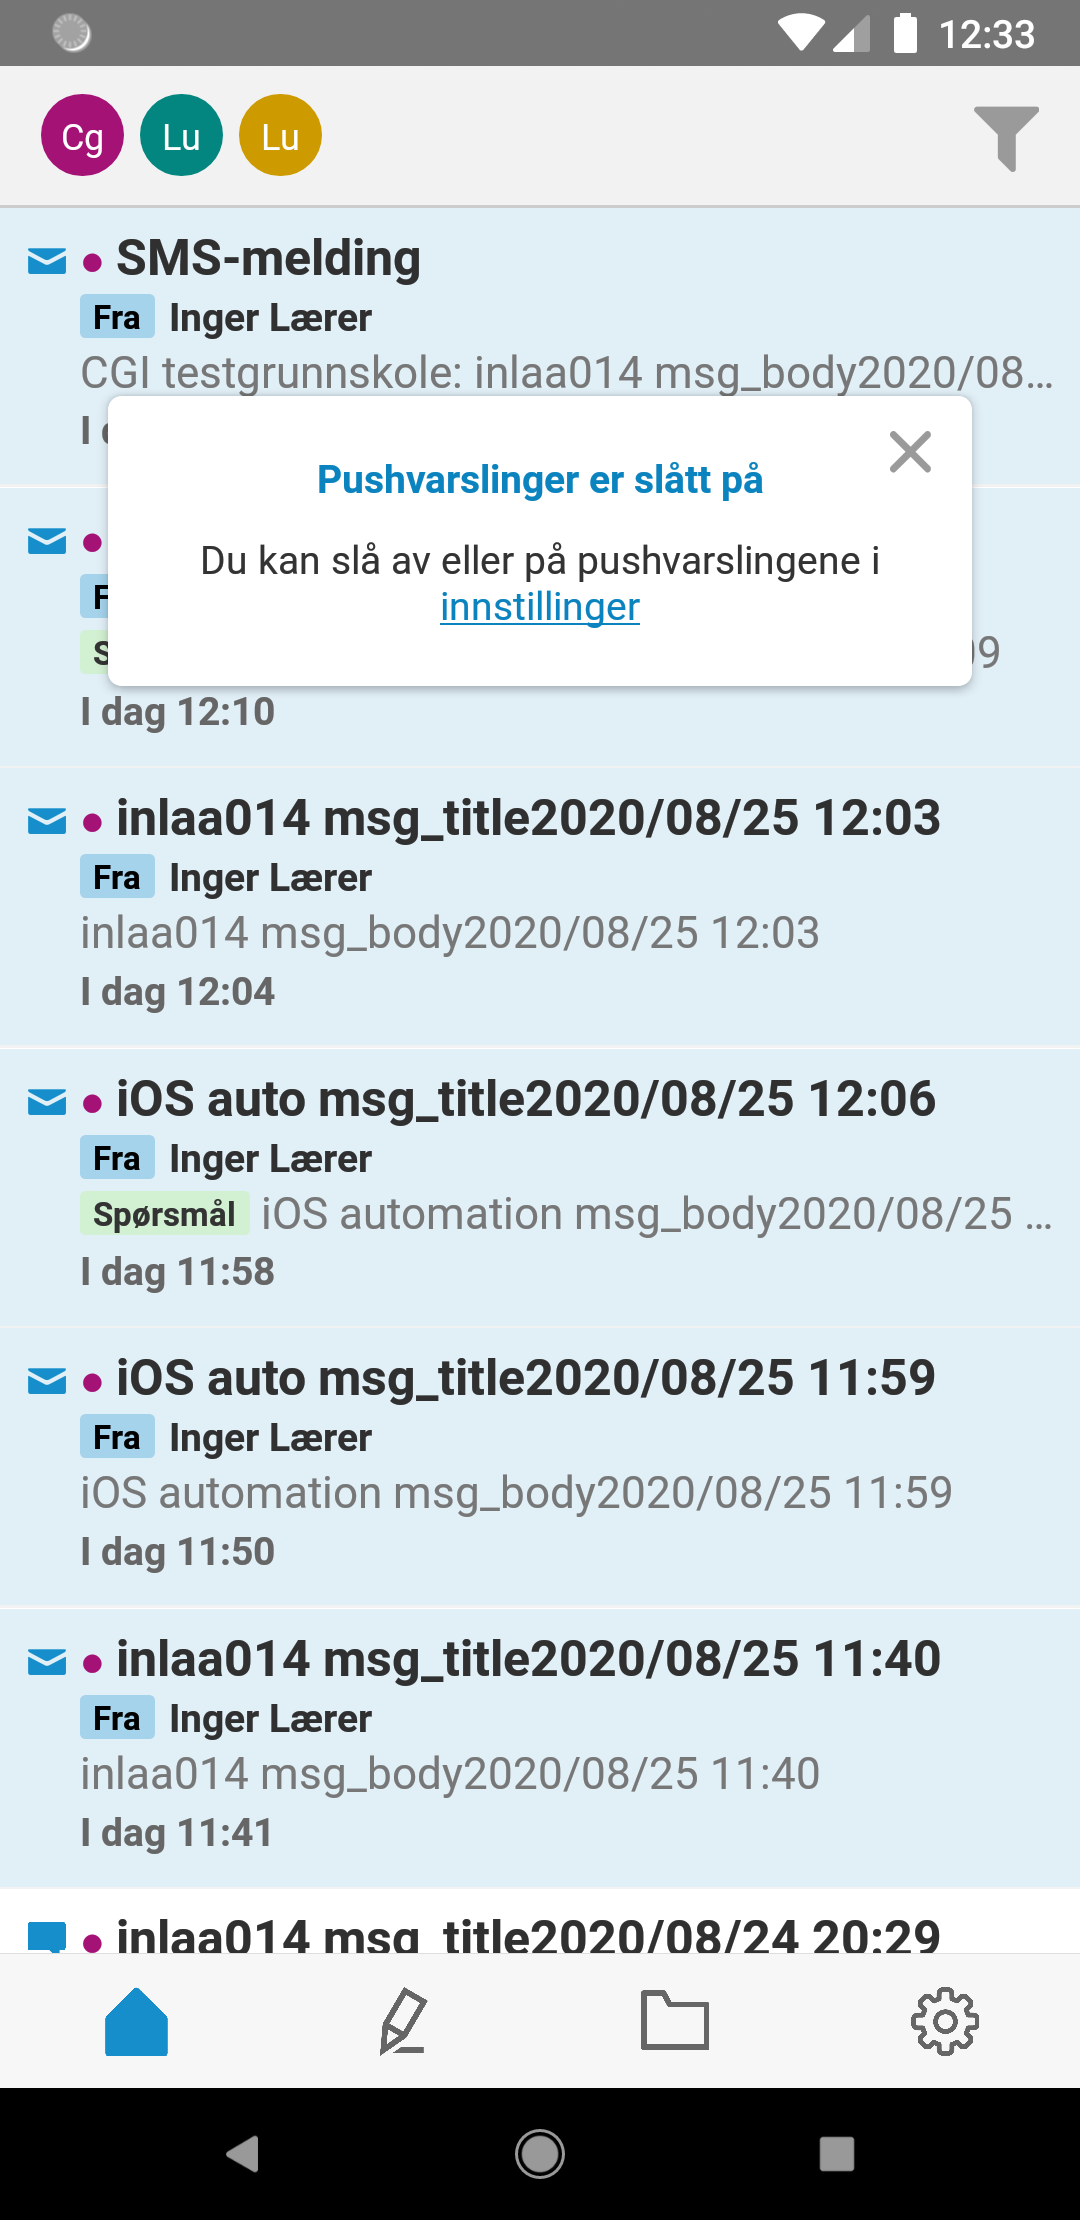 12:33
Cg Lu Lu
SMS-melding
Fra Inger Lærer
CGI testgrunnskole: inlaa014 msg_body2020/08...
I
Pushvarslinger er slått på
Du kan slå av eller på pushvarslingene i
innstillinger
I dag 12:10
inlaa014 msg_title2020/08/25 12:03
Fra Inger Lærer
inlaa014 msg_body2020/08/25 12:03
I dag 12:04
iOS auto msg_title2020/08/25 12:06
Fra Inger Lærer
Spørsmål iOS automation msg_body2020/08/25 ...
I dag 11:58
iOS auto msg_title2020/08/25 11:59
Fra Inger Lærer
iOS automation msg_body2020/08/25 11:59
I dag 11:50
inlaa014 msg_title2020/08/25 11:40
Fra Inger Lærer
inlaa014 msg_body2020/08/25 11:40
I dag 11:41
inlaa014 msg_title2020/08/24 20:29